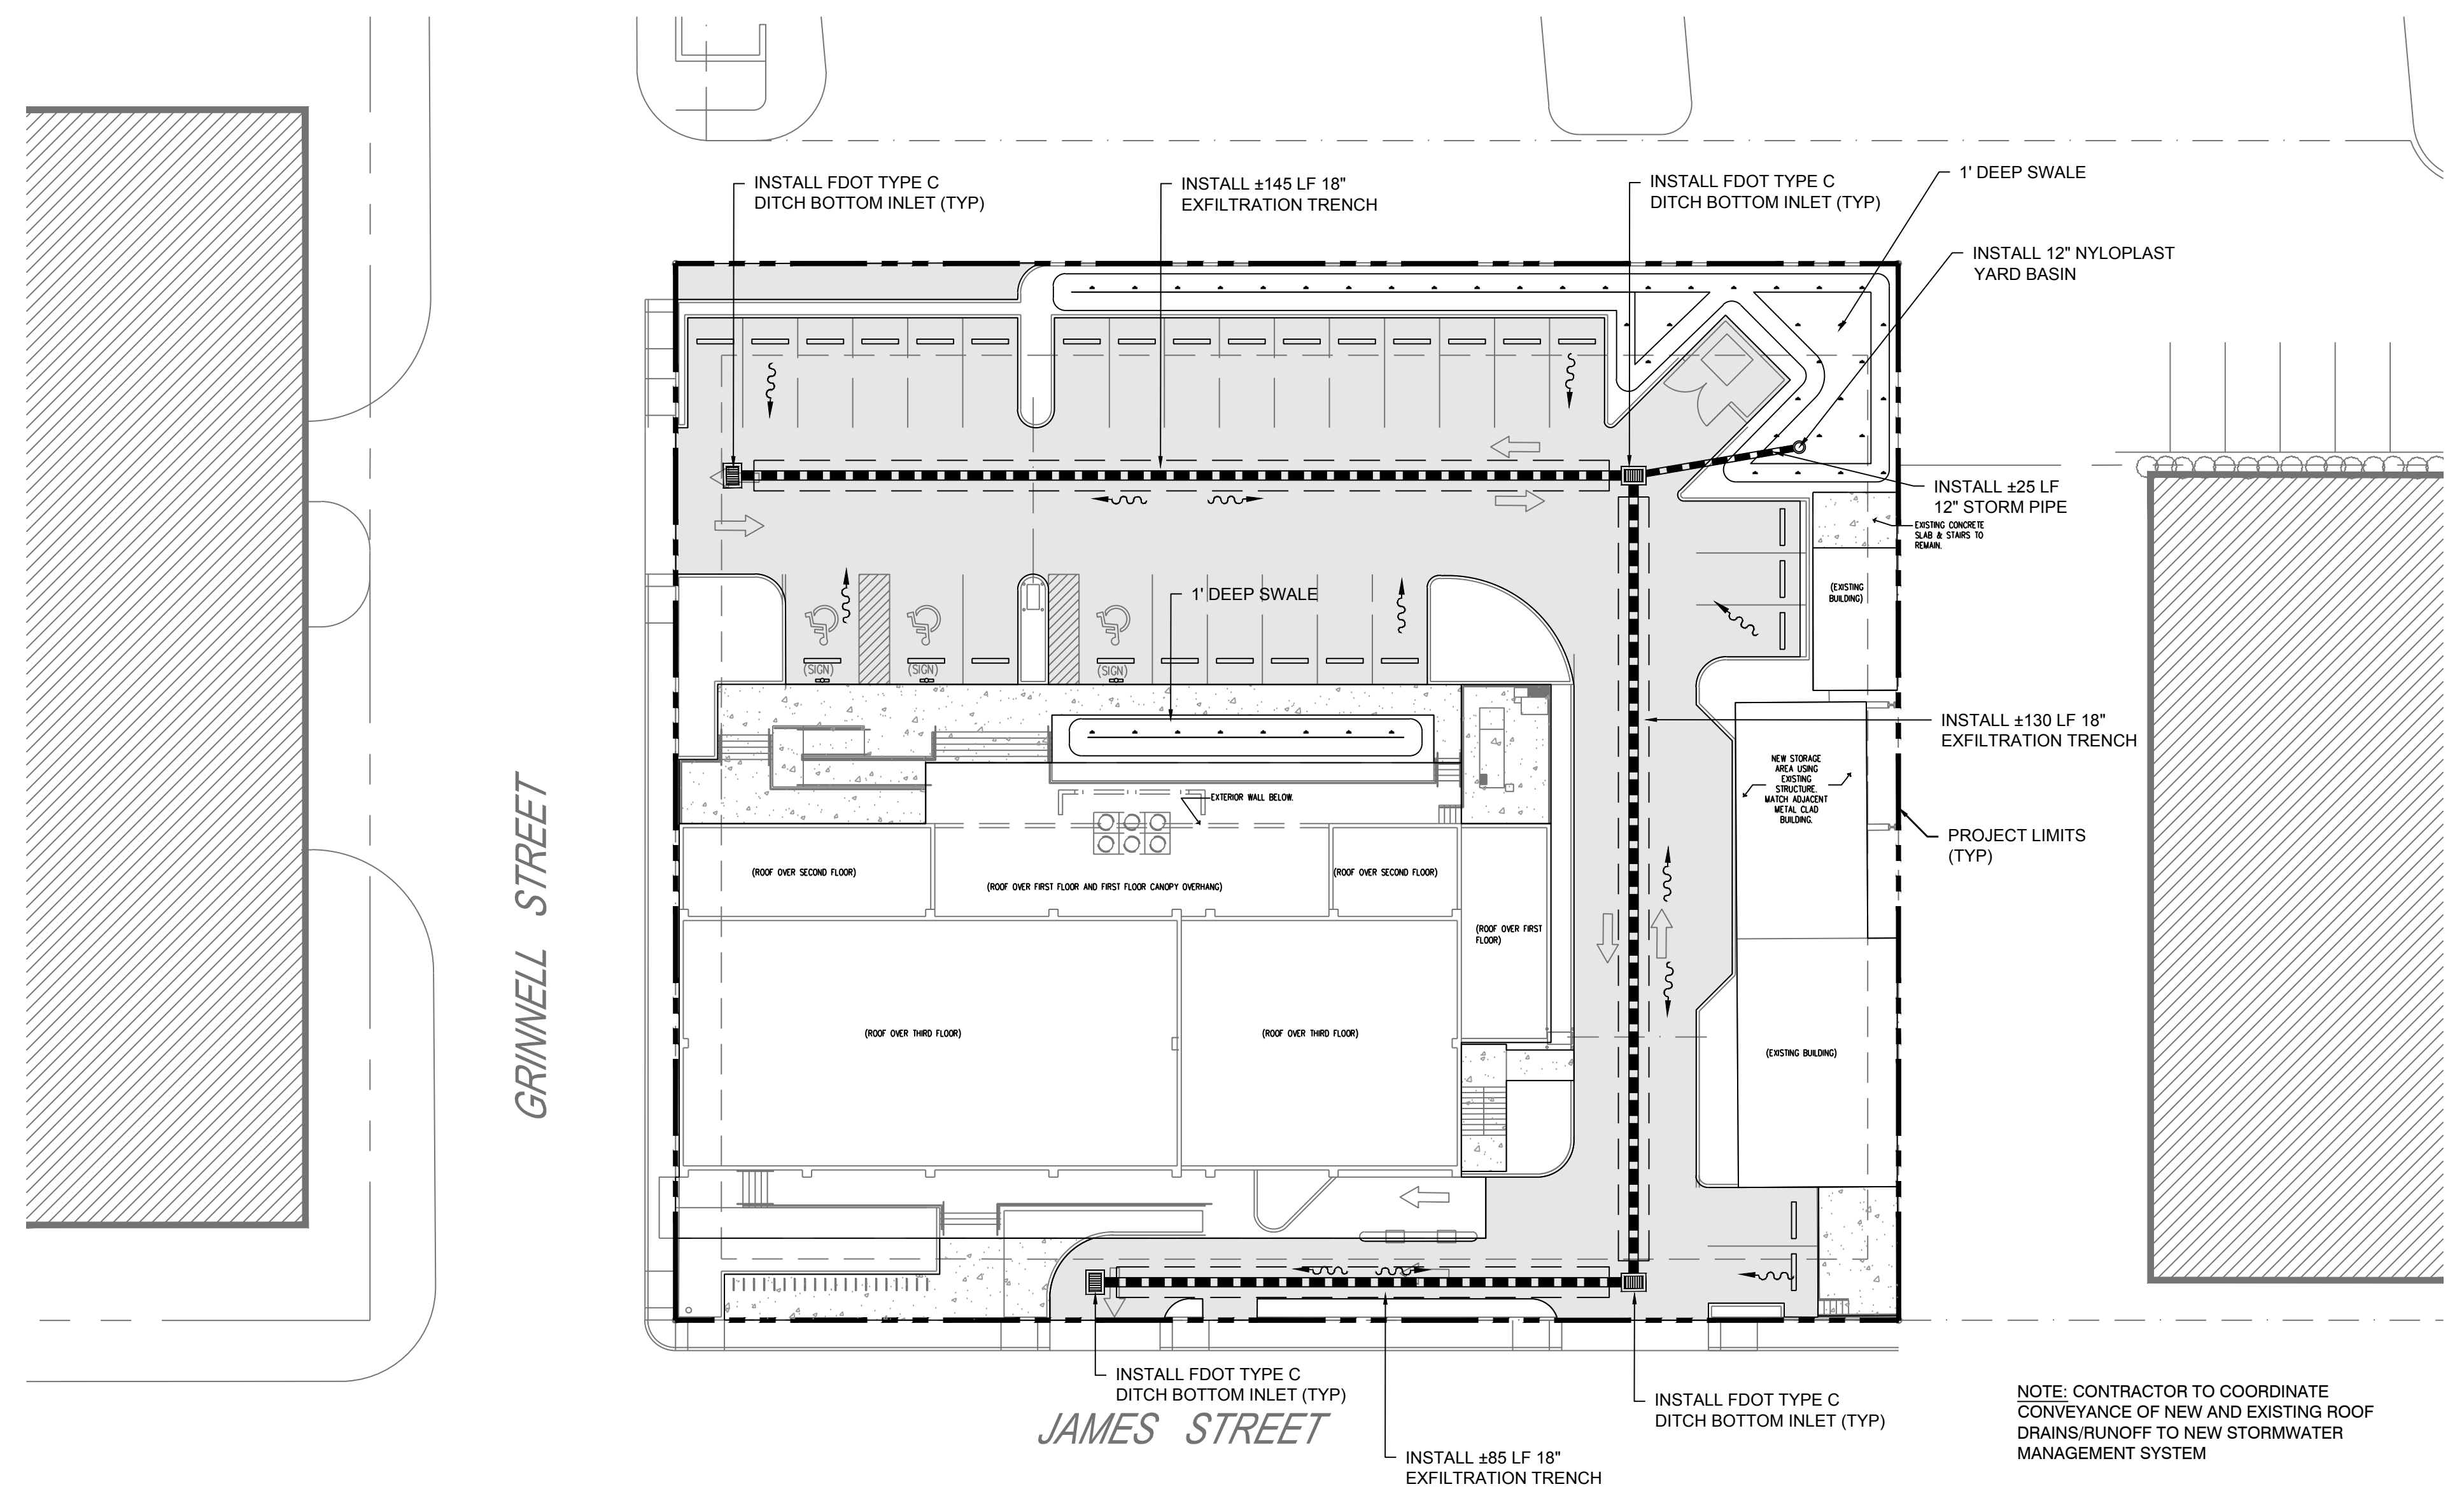 INSTALL FDOT TYPE C
DITCH BOTTOM INLET (TYP)
INSTALL ±145 LF 18"
EXFILTRATION TRENCH
INSTALL FDOT TYPE C
DITCH BOTTOM INLET (TYP)
1' DEEP SWALE
INSTALL 12" NYLOPLAST
YARD BASIN
INSTALL ±25 LF
12" STORM PIPE
EXISTING CONCRETE
SLAB & STAIRS TO
REMAIN.
(EXISTING
BUILDING)
1' DEEP SWALE
(SIGN)
(SIGN)
(SIGN)
INSTALL ±130 LF 18"
EXFILTRATION TRENCH
NEW STORAGE
AREA USING
EXISTING
STRUCTURE.
MATCH ADJACENT
METAL CLAD
BUILDING.
EXTERIOR WALL BELOW.
PROJECT LIMITS
(TYP)
(ROOF OVER SECOND FLOOR)
(ROOF OVER FIRST FLOOR AND FIRST FLOOR CANOPY OVERHANG)
(ROOF OVER SECOND FLOOR)
(ROOF OVER FIRST
FLOOR)
GRINNELL STREET
(ROOF OVER THIRD FLOOR)
(ROOF OVER THIRD FLOOR)
(EXISTING BUILDING)
INSTALL FDOT TYPE C
DITCH BOTTOM INLET (TYP)
INSTALL FDOT TYPE C
DITCH BOTTOM INLET (TYP)
JAMES STREET
INSTALL ±85 LF 18"
EXFILTRATION TRENCH
NOTE: CONTRACTOR TO COORDINATE
CONVEYANCE OF NEW AND EXISTING ROOF
DRAINS/RUNOFF TO NEW STORMWATER
MANAGEMENT SYSTEM